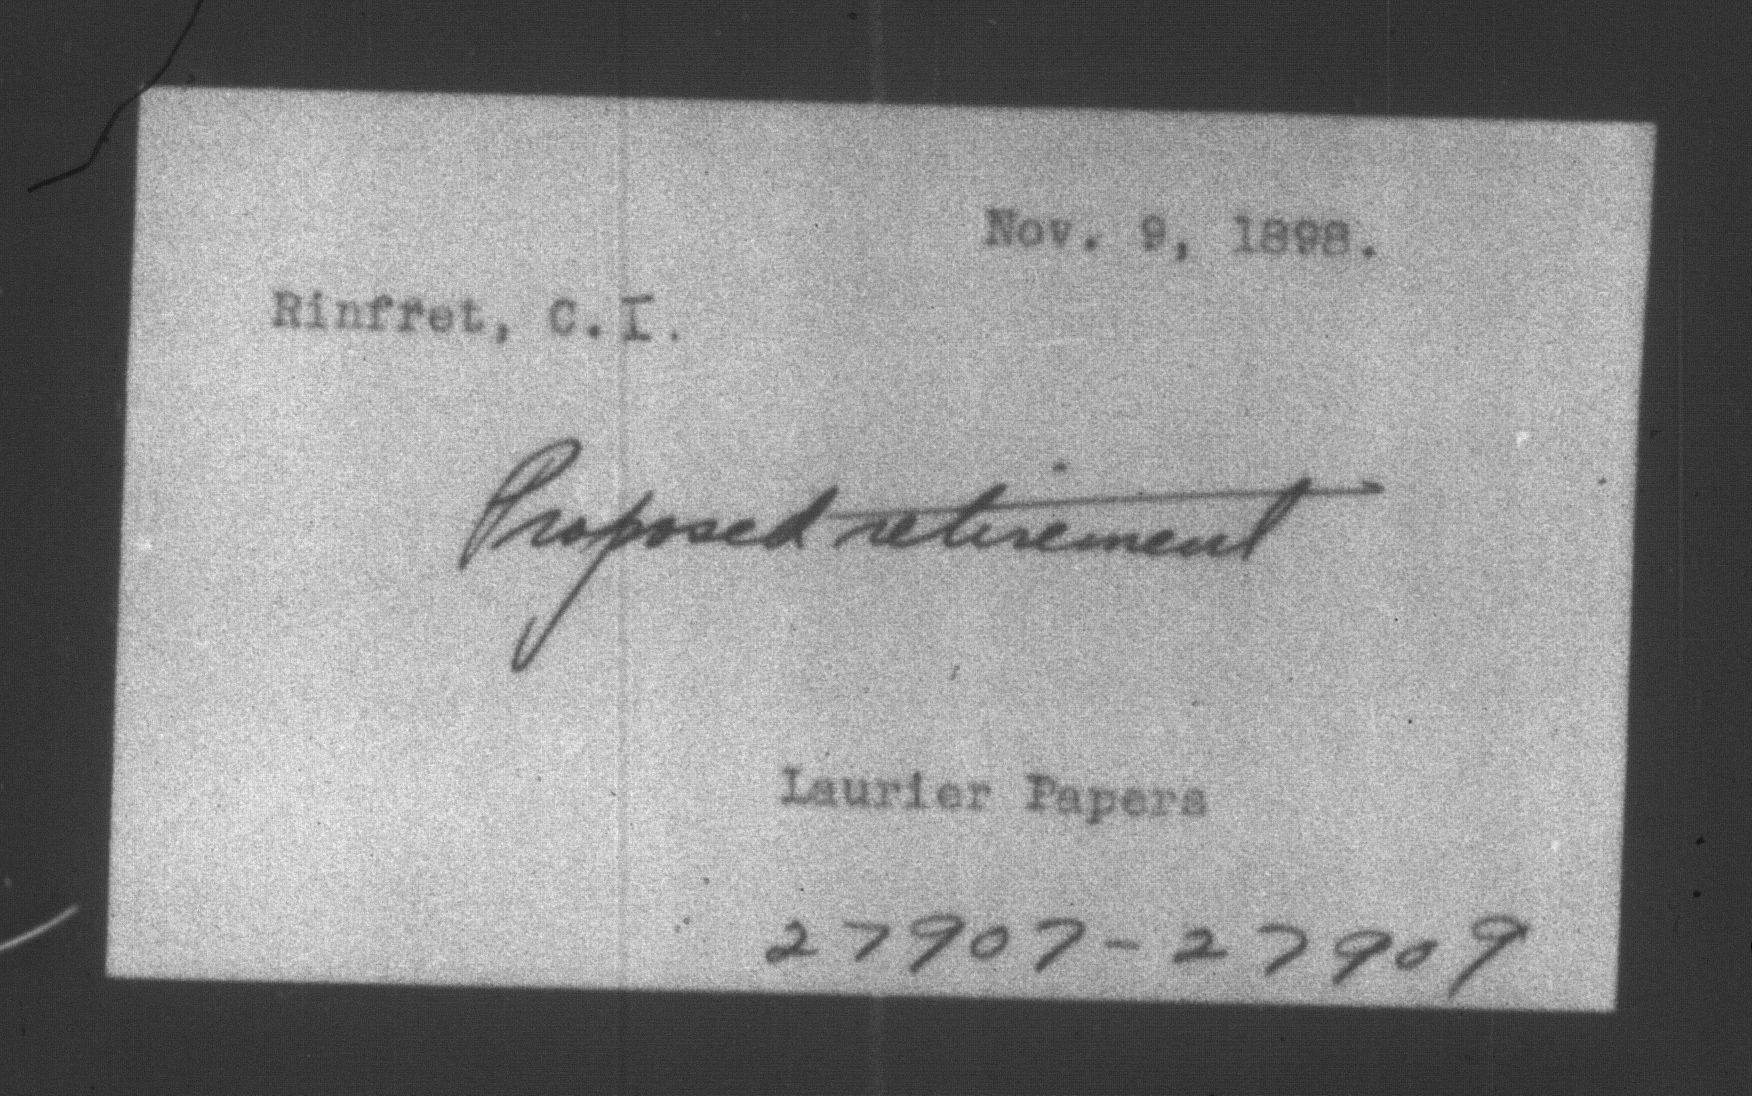 Nov. 9, 1898.
Rinfret, C.I.
Proposed retirement
Laurier Papers
27907-27909